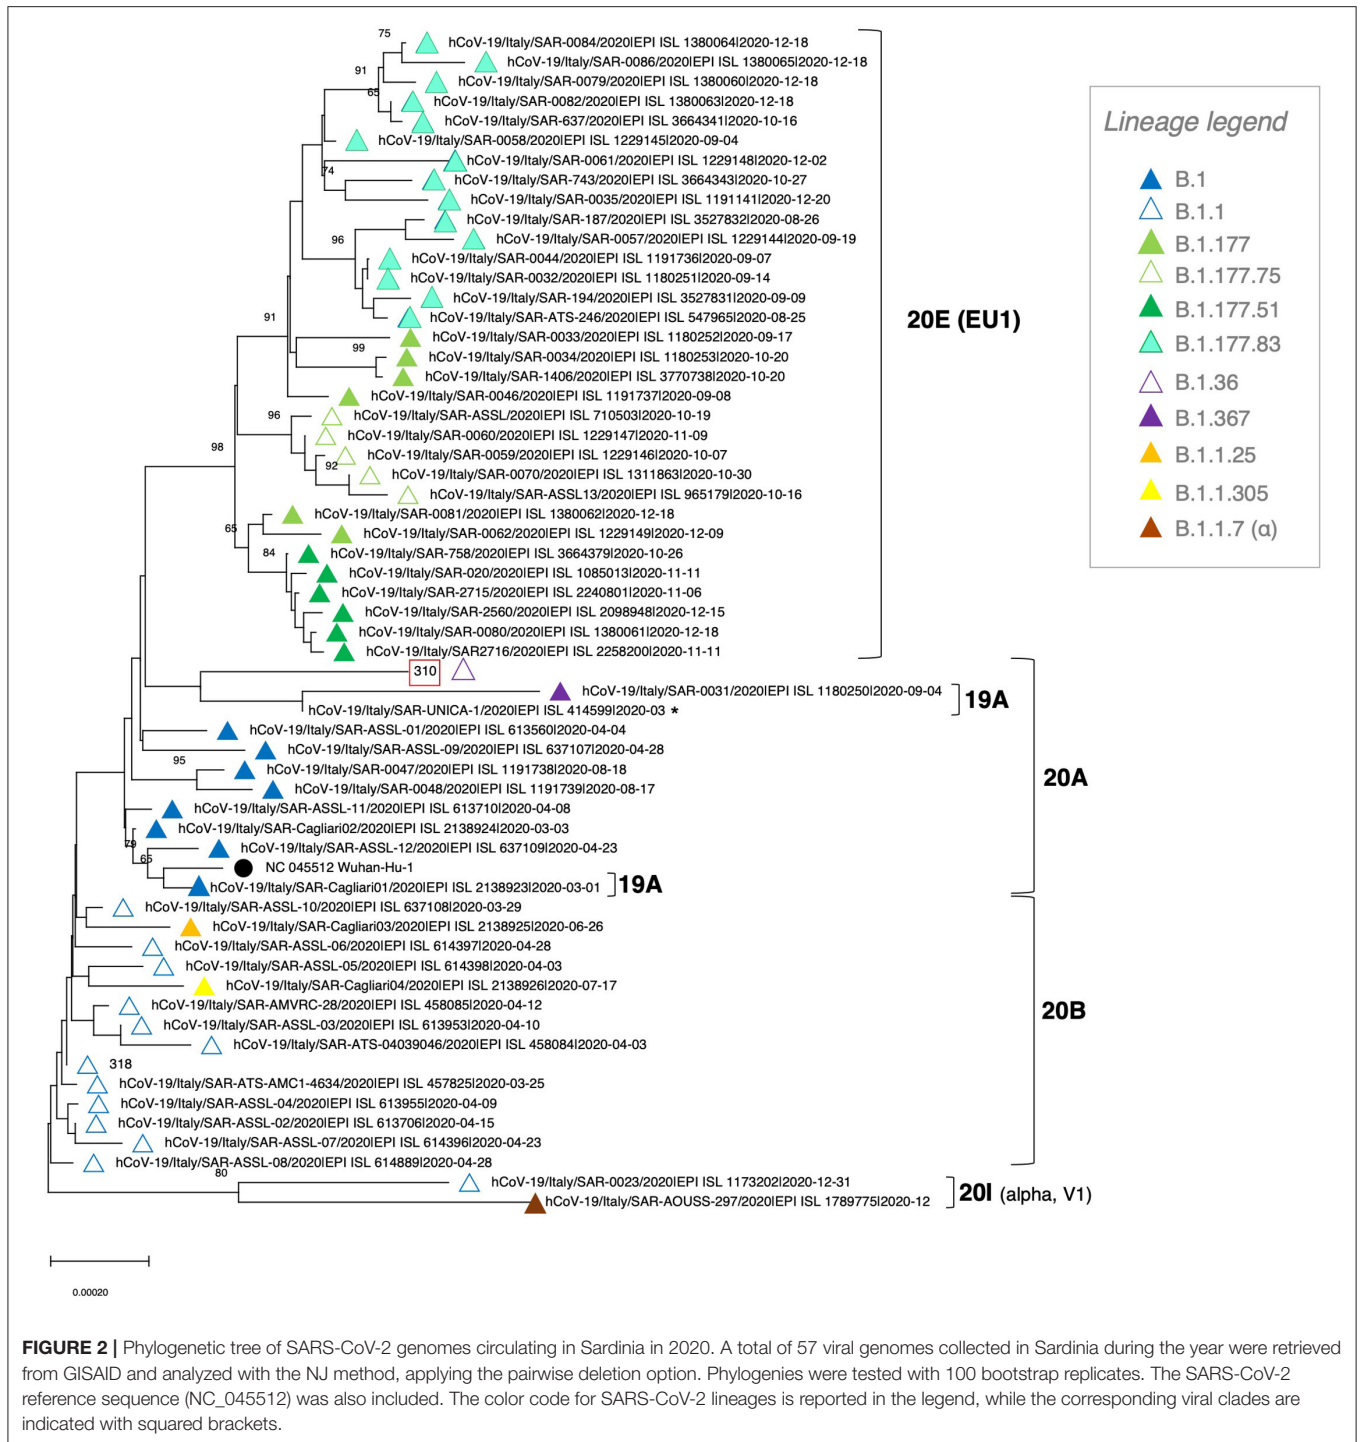 75
hCoV-19/Italy/SAR-0084/2020|EPI ISL 1380064|2020-12-18
hCoV-19/Italy/SAR-0086/2020|EPI ISL 1380065|2020-12-18
91
hCoV-19/Italy/SAR-0079/2020|EPI ISL 1380060|2020-12-18
65
hCoV-19/Italy/SAR-0082/2020|EPI ISL 1380063|2020-12-18
hCoV-19/Italy/SAR-637/2020|EPI ISL 3664341|2020-10-16
hCoV-19/Italy/SAR-0058/2020|EPI ISL 1229145|2020-09-04
hCoV-19/Italy/SAR-0061/2020|EPI ISL 1229148|2020-12-02
74
hCoV-19/Italy/SAR-743/2020|EPI ISL 3664343|2020-10-27
hCoV-19/Italy/SAR-0035/2020|EPI ISL 1191141|2020-12-20
hCoV-19/Italy/SAR-187/2020|EPI ISL 3527832|2020-08-26
96
hCoV-19/Italy/SAR-0057/2020|EPI ISL 1229144|2020-09-19
hCoV-19/Italy/SAR-0044/2020|EPI ISL 1191736|2020-09-07
hCoV-19/Italy/SAR-0032/2020|EPI ISL 1180251|2020-09-14
hCoV-19/Italy/SAR-194/2020|EPI ISL 3527831|2020-09-09
91
hCoV-19/Italy/SAR-ATS-246/2020|EPI ISL 547965|2020-08-25
hCoV-19/Italy/SAR-0033/2020|EPI ISL 1180252|2020-09-17
99
hCoV-19/Italy/SAR-0034/2020|EPI ISL 1180253|2020-10-20
hCoV-19/Italy/SAR-1406/2020|EPI ISL 3770738|2020-10-20
hCoV-19/Italy/SAR-0046/2020|EPI ISL 1191737|2020-09-08
96
hCoV-19/Italy/SAR-ASSL/2020|EPI ISL 710503|2020-10-19
hCoV-19/Italy/SAR-0060/2020|EPI ISL 1229147|2020-11-09
98
hCoV-19/Italy/SAR-0059/2020|EPI ISL 1229146|2020-10-07
92
hCoV-19/Italy/SAR-0070/2020|EPI ISL 1311863|2020-10-30
hCoV-19/Italy/SAR-ASSL13/2020|EPI ISL 965179|2020-10-16
hCoV-19/Italy/SAR-0081/2020|EPI ISL 1380062|2020-12-18
65
hCoV-19/Italy/SAR-0062/2020|EPI ISL 1229149|2020-12-09
84
hCoV-19/Italy/SAR-758/2020|EPI ISL 3664379|2020-10-26
hCoV-19/Italy/SAR-020/2020|EPI ISL 1085013|2020-11-11
hCoV-19/Italy/SAR-2715/2020|EPI ISL 2240801|2020-11-06
hCoV-19/Italy/SAR-2560/2020|EPI ISL 2098948|2020-12-15
hCoV-19/Italy/SAR-0080/2020|EPI ISL 1380061|2020-12-18
hCoV-19/Italy/SAR2716/2020|EPI ISL 2258200|2020-11-11
20E (EU1)
310
hCoV-19/Italy/SAR-0031/2020|EPI ISL 1180250|2020-09-04
19A
hCoV-19/Italy/SAR-UNICA-1/2020|EPI ISL 414599|2020-03 *
hCoV-19/Italy/SAR-ASSL-01/2020|EPI ISL 613560|2020-04-04
hCoV-19/Italy/SAR-ASSL-09/2020|EPI ISL 637107|2020-04-28
95
hCoV-19/Italy/SAR-0047/2020|EPI ISL 1191738|2020-08-18
hCoV-19/Italy/SAR-0048/2020|EPI ISL 1191739|2020-08-17
hCoV-19/Italy/SAR-ASSL-11/2020|EPI ISL 613710|2020-04-08
hCoV-19/Italy/SAR-Cagliari02/2020|EPI ISL 2138924|2020-03-03
79
hCoV-19/Italy/SAR-ASSL-12/2020|EPI ISL 637109|2020-04-23
65
NC 045512 Wuhan-Hu-1
hCoV-19/Italy/SAR-Cagliari01/2020|EPI ISL 2138923|2020-03-01
19A
20A
hCoV-19/Italy/SAR-ASSL-10/2020|EPI ISL 637108|2020-03-29
hCoV-19/Italy/SAR-Cagliari03/2020|EPI ISL 2138925|2020-06-26
hCoV-19/Italy/SAR-ASSL-06/2020|EPI ISL 614397|2020-04-28
hCoV-19/Italy/SAR-ASSL-05/2020|EPI ISL 614398|2020-04-03
hCoV-19/Italy/SAR-Cagliari04/2020|EPI ISL 2138926|2020-07-17
hCoV-19/Italy/SAR-AMVRC-28/2020|EPI ISL 458085|2020-04-12
hCoV-19/Italy/SAR-ASSL-03/2020|EPI ISL 613953|2020-04-10
hCoV-19/Italy/SAR-ATS-04039046/2020|EPI ISL 458084|2020-04-03
318
hCoV-19/Italy/SAR-ATS-AMC1-4634/2020|EPI ISL 457825|2020-03-25
hCoV-19/Italy/SAR-ASSL-04/2020|EPI ISL 613955|2020-04-09
hCoV-19/Italy/SAR-ASSL-02/2020|EPI ISL 613706|2020-04-15
hCoV-19/Italy/SAR-ASSL-07/2020|EPI ISL 614396|2020-04-23
hCoV-19/Italy/SAR-ASSL-08/2020|EPI ISL 614889|2020-04-28
20B
80
hCoV-19/Italy/SAR-0023/2020|EPI ISL 1173202|2020-12-31
hCoV-19/Italy/SAR-AOUSS-297/2020|EPI ISL 1789775|2020-12
20I (alpha, V1)
0.00020
Lineage legend
B.1
B.1.1
B.1.177
B.1.177.75
B.1.177.51
B.1.177.83
B.1.36
B.1.367
B.1.1.25
B.1.1.305
B.1.1.7 (α)
FIGURE 2 | Phylogenetic tree of SARS-CoV-2 genomes circulating in Sardinia in 2020. A total of 57 viral genomes collected in Sardinia during the year were retrieved
from GISAID and analyzed with the NJ method, applying the pairwise deletion option. Phylogenies were tested with 100 bootstrap replicates. The SARS-CoV-2
reference sequence (NC_045512) was also included. The color code for SARS-CoV-2 lineages is reported in the legend, while the corresponding viral clades are
indicated with squared brackets.